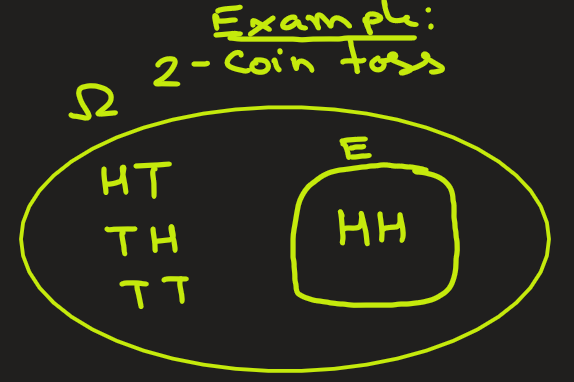 Example:
2-Coin toss
Ω
E
HT
HH
TH
TT